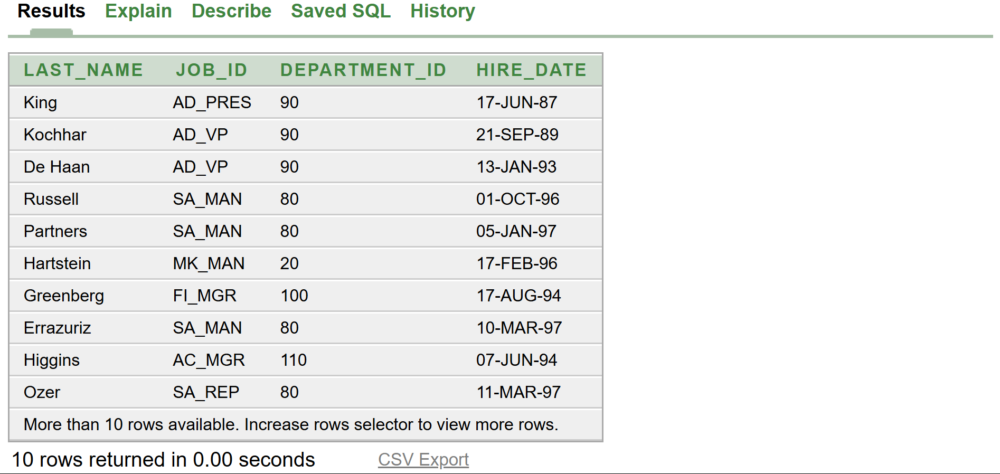 Results Explain Describe Saved SQL History
LAST_NAME JOB_ID DEPARTMENT_ID HIRE_DATE
King AD_PRES 90 17-JUN-87
Kochhar AD_VP 90 21-SEP-89
De Haan AD_VP 90 13-JAN-93
Russell SA_MAN 80 01-OCT-96
Partners SA_MAN 80 05-JAN-97
Hartstein MK_MAN 20 17-FEB-96
Greenberg FI_MGR 100 17-AUG-94
Errazuriz SA_MAN 80 10-MAR-97
Higgins AC_MGR 110 07-JUN-94
Ozer SA_REP 80 11-MAR-97
More than 10 rows available. Increase rows selector to view more rows.
10 rows returned in 0.00 seconds CSV Export